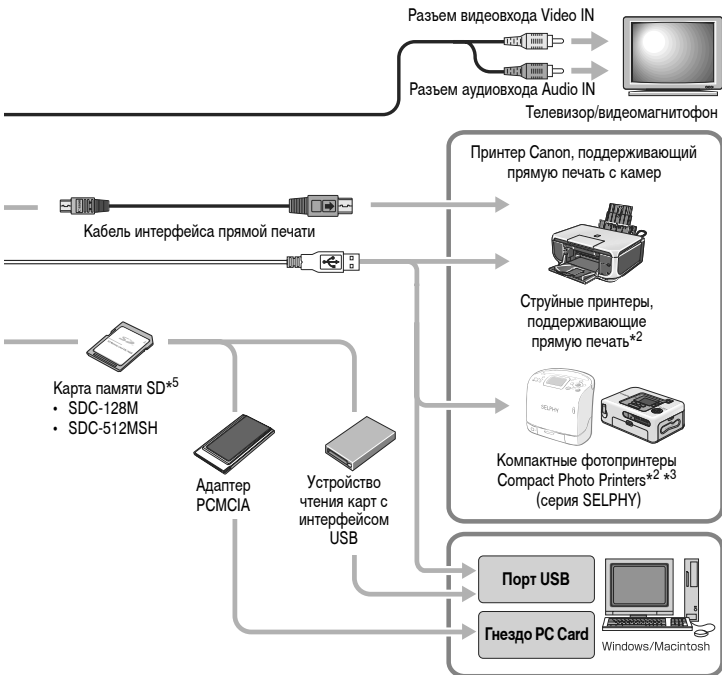 Разъем видеовхода Video IN
Разъем аудиовхода Audio IN
Телевизор/видеомагнитофон
Принтер Canon, поддерживающий
прямую печать с камер
Кабель интерфейса прямой печати
Струйные принтеры,
поддерживающие
прямую печать*2
Карта памяти SD*5
• SDC-128M
• SDC-512MSH
SELPHY
Адаптер
PCMCIA
Устройство
чтения карт с
интерфейсом
USB
Компактные фотопринтеры
Compact Photo Printers*2 *3
(серия SELPHY)
Порт USB
Гнездо PC Card
Windows/Macintosh